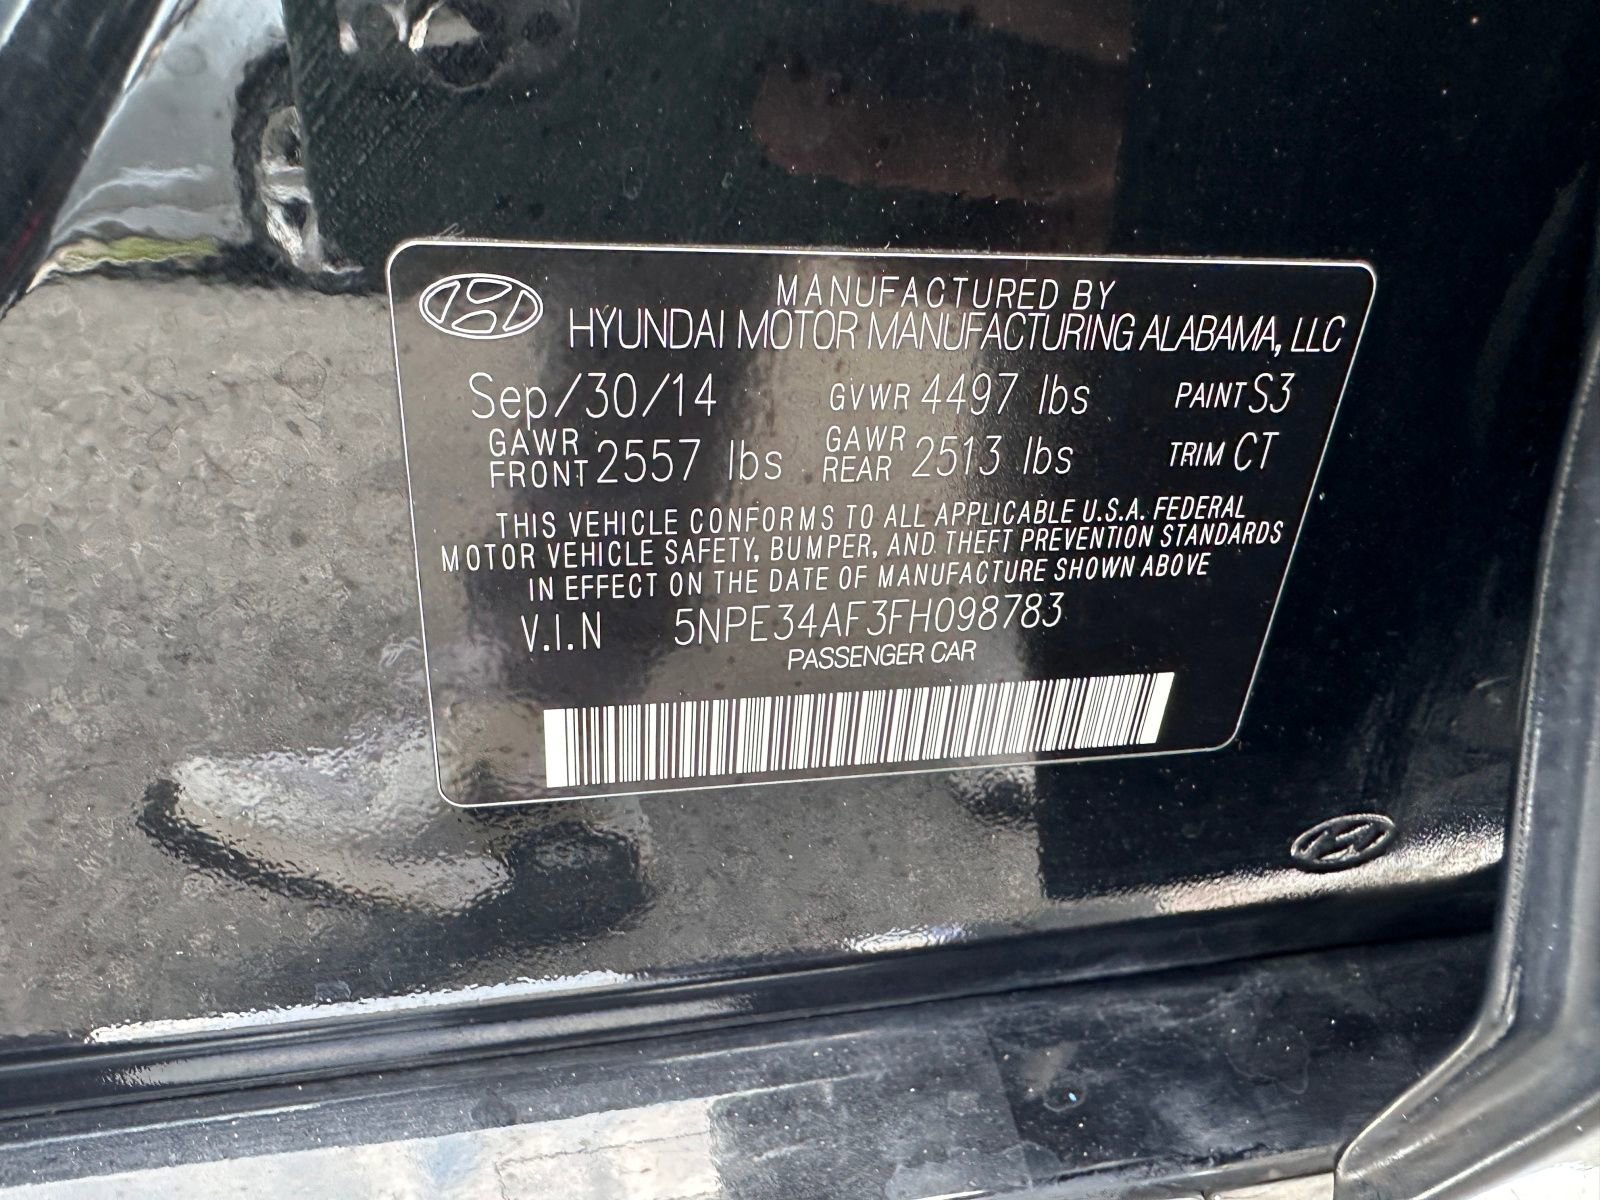 MANUFACTURED BY
HYUNDAI MOTOR MANUFACTURING ALABAMA, LLC
Sep/30/14 GVWR 4497 lbs PAINT S3
GAWR FRONT 2557 lbs GAWR REAR 2513 lbs TRIM CT
THIS VEHICLE CONFORMS TO ALL APPLICABLE U.S.A. FEDERAL
MOTOR VEHICLE SAFETY, BUMPER, AND THEFT PREVENTION STANDARDS
IN EFFECT ON THE DATE OF MANUFACTURE SHOWN ABOVE
V.I.N 5NPE34AF3FH098783
PASSENGER CAR